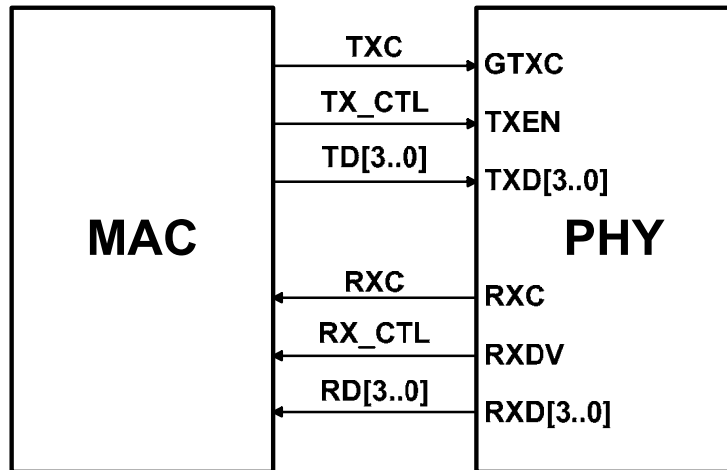 TXC
GTXC
TX_CTL
TXEN
TD[3..0]
TXD[3..0]
MAC
PHY
RXC
RXC
RX_CTL
RXDV
RD[3..0]
RXD[3..0]